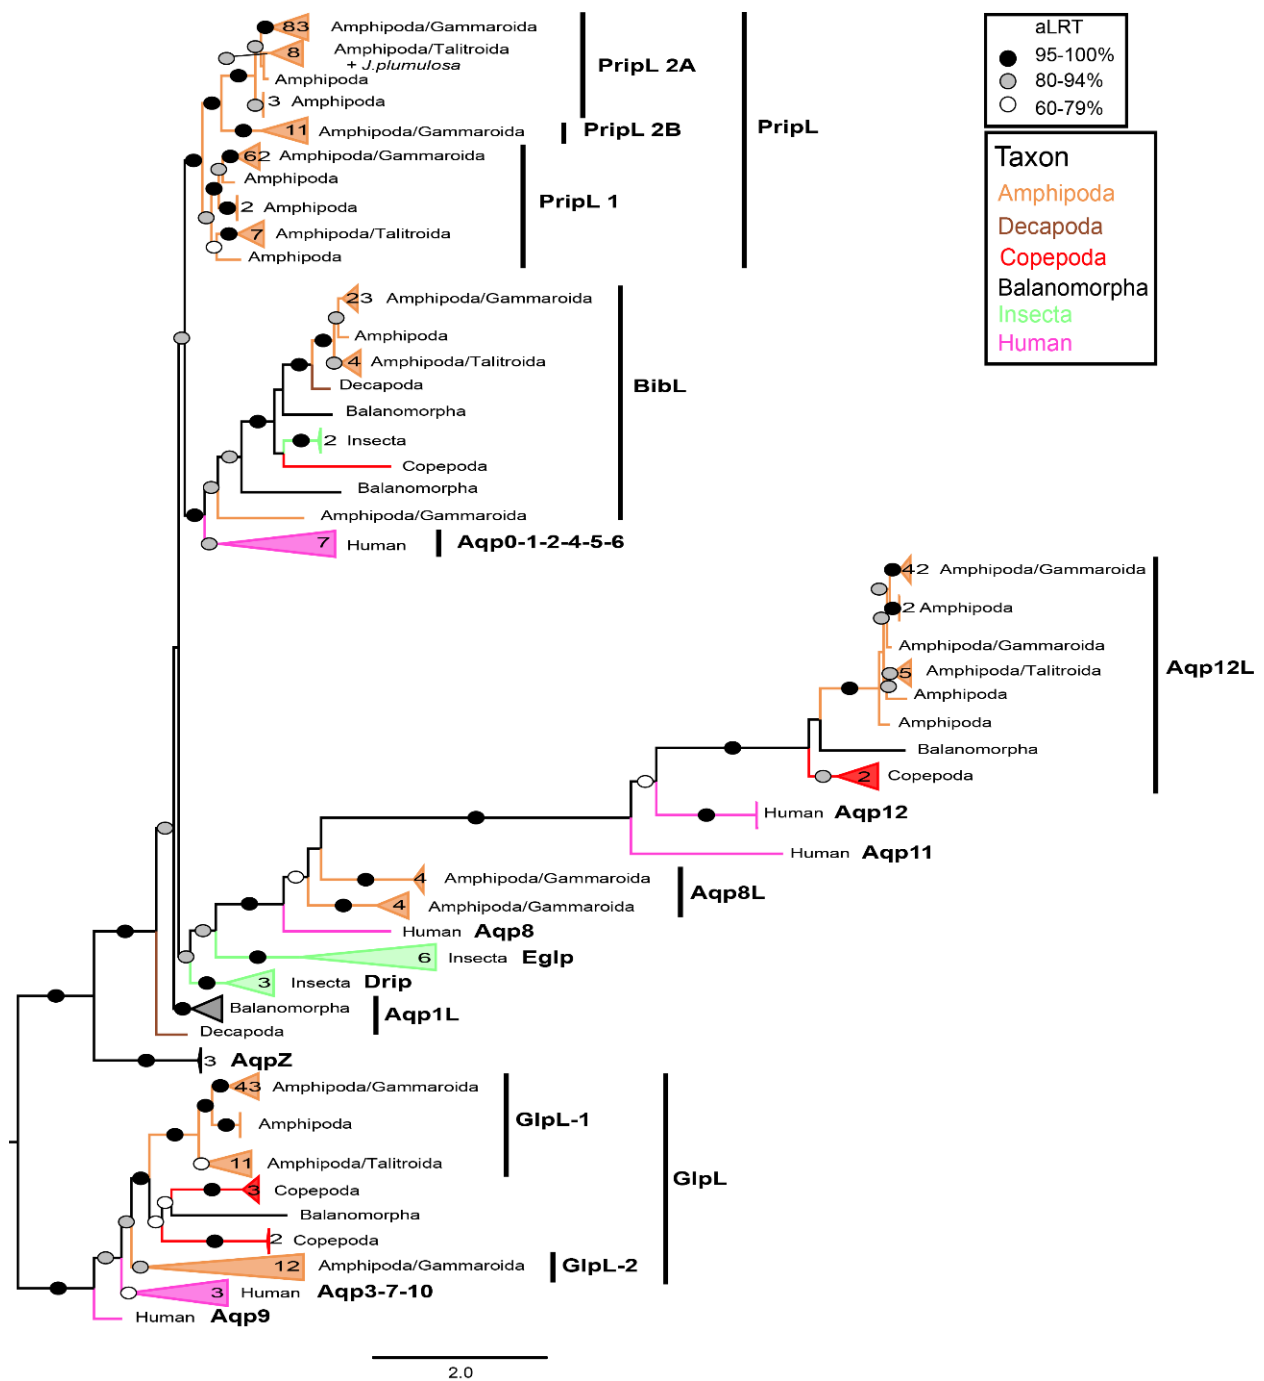 83 Amphipoda/Gammaroida
8 Amphipoda/Talitroida
+ J.plumulosa
Amphipoda
3 Amphipoda
PripL 2A
11 Amphipoda/Gammaroida
PripL 2B
PripL
62 Amphipoda/Gammaroida
Amphipoda
2 Amphipoda
PripL 1
7 Amphipoda/Talitroida
Amphipoda
aLRT
95-100%
80-94%
60-79%
Taxon
Amphipoda
Decapoda
Copepoda
Balanomorpha
Insecta
Human
23 Amphipoda/Gammaroida
Amphipoda
4 Amphipoda/Talitroida
Decapoda
BibL
Balanomorpha
2 Insecta
Copepoda
Balanomorpha
Amphipoda/Gammaroida
7 Human Aqp0-1-2-4-5-6
42 Amphipoda/Gammaroida
2 Amphipoda
Amphipoda/Gammaroida
5 Amphipoda/Talitroida
Aqp12L
Amphipoda
Amphipoda
Balanomorpha
2 Copepoda
Human Aqp12
Human Aqp11
4 Amphipoda/Gammaroida
Aqp8L
4 Amphipoda/Gammaroida
Human Aqp8
6 Insecta Eglp
3 Insecta Drip
Balanomorpha
Aqp1L
Decapoda
3 AqpZ
43 Amphipoda/Gammaroida
Amphipoda
GlpL-1
11 Amphipoda/Talitroida
GlpL
3 Copepoda
Balanomorpha
2 Copepoda
12 Amphipoda/Gammaroida
GlpL-2
3 Human Aqp3-7-10
Human Aqp9
2.0